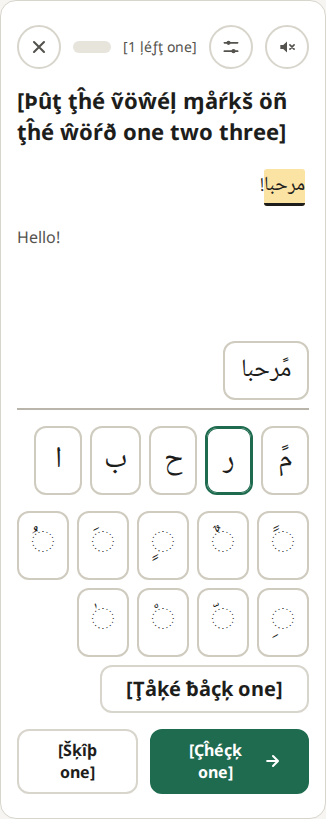 [1 ļéƒţ one]
[Þûţ ţĥé ṽöŵéļ ɱåŕķš öñ
ţĥé ŵöŕð one two three]
مرحبا!
Hello!
مًرحبا
مً ر ح ب ا
◌ً ◌ٌ ◌ٍ ◌َ ◌ُ
◌ِ ◌ّ ◌ْ ◌ٰ
[Ţåķé ƀåçķ one]
[Šķîþ
one]
[Çĥéçķ
one]